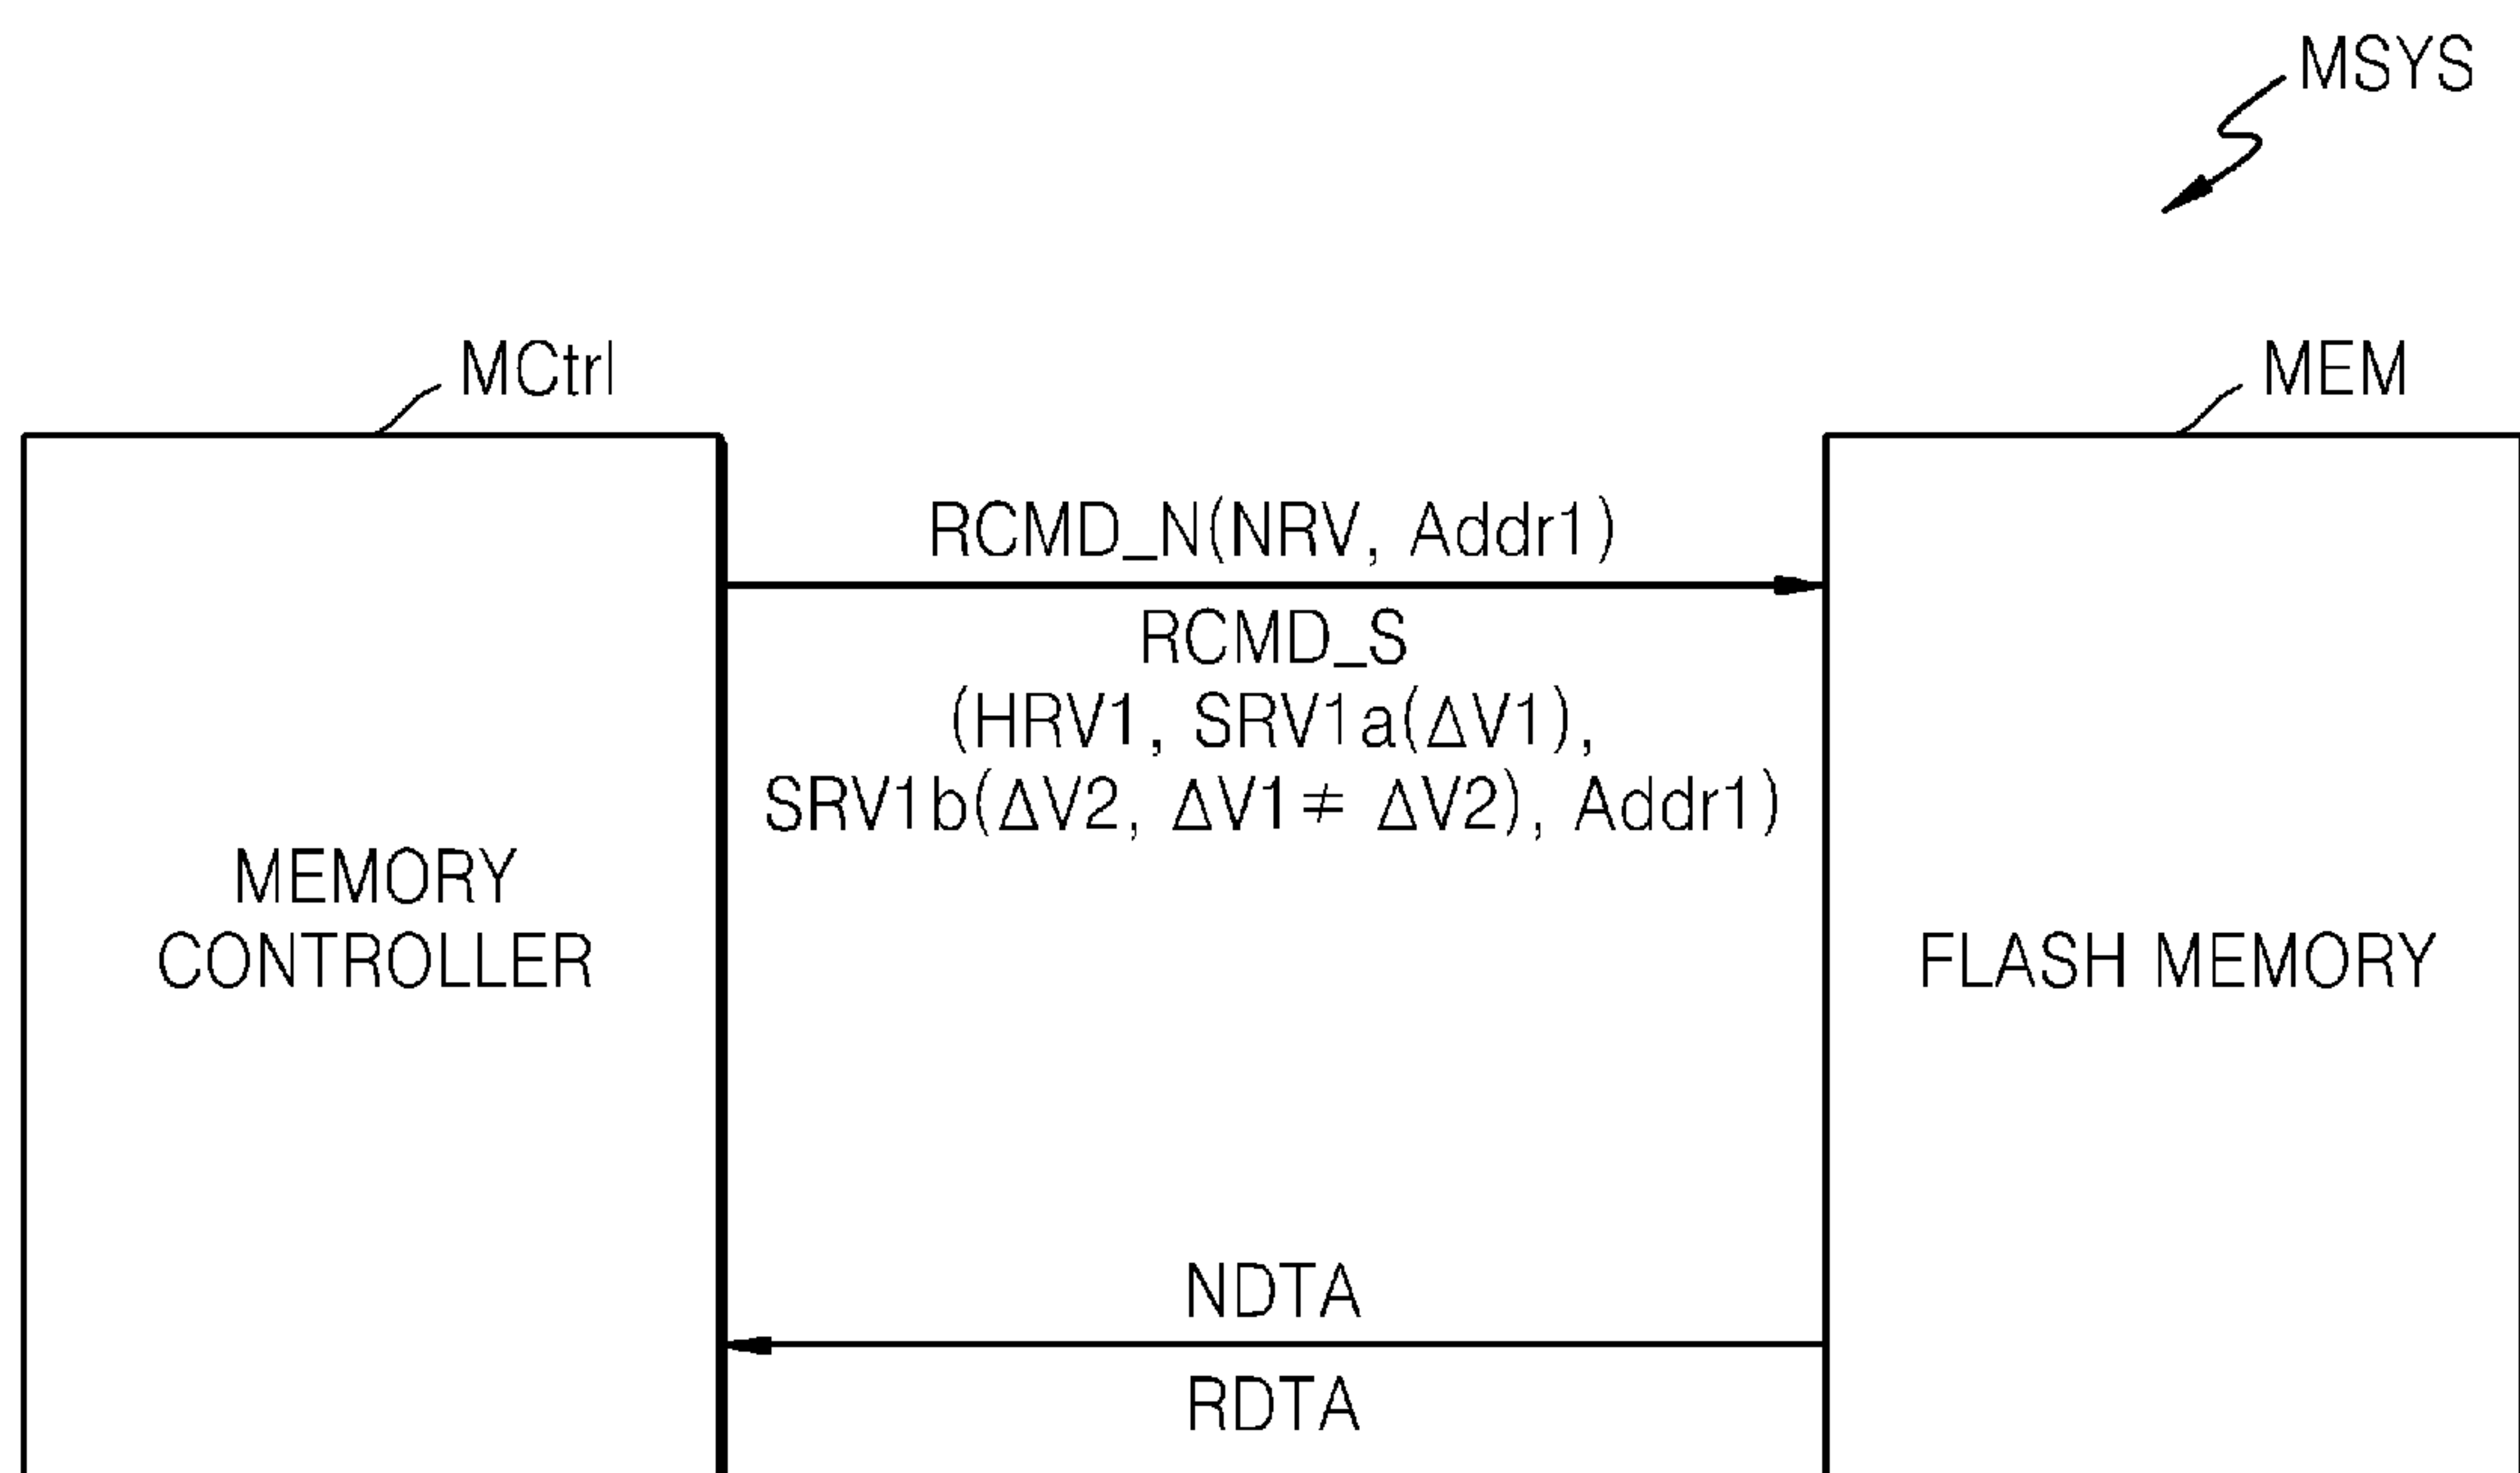 MSYS
MCtrl
MEM
RCMD_N(NRV, Addr1)
RCMD_S
(HRV1, SRV1a(ΔV1),
SRV1b(ΔV2, ΔV1≠ ΔV2), Addr1)
MEMORY
CONTROLLER
FLASH MEMORY
NDTA
RDTA